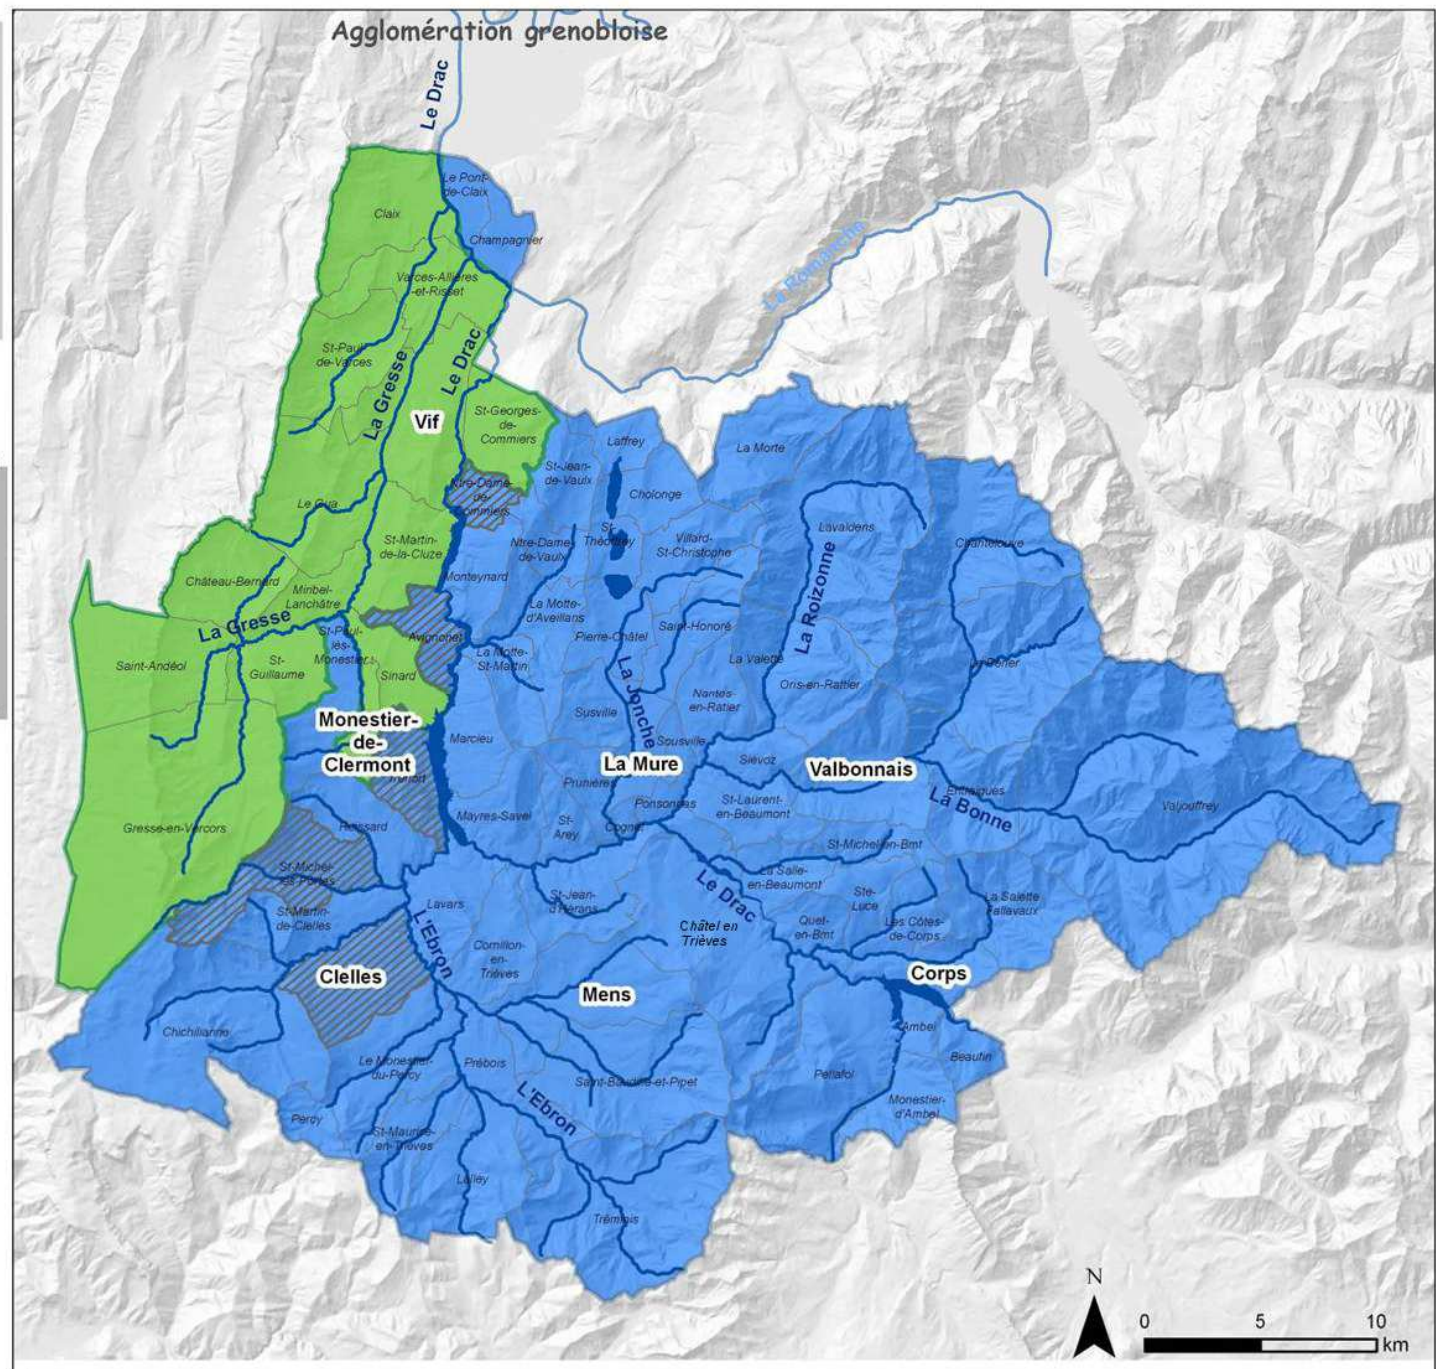 Agglomération grenobloise
Le Drac
Le Pont-
de-Claix
Claix
Champagnier
La Romanche
Varces-Allières
-et-Risset
St-Paul
de-Varces
La Gresse
Le Drac
Vif
St-Georges-
de-
Commiers
Laffrey
La Morte
St-Jean-
de-Vaulx
Ntre-Dame-
de-
Commiers
Cholonge
Le Gua
St-
Théoffrey
Lavaldens
St-Martin-
de-la-Cluze
Ntre-Dame-
de-Vaulx
Villard-
St-Christophe
Chantelouve
Château-Bernard
Miribel-
Lanchâtre
Monteynard
La Motte-
d'Aveillans
La Roizonne
La Gresse
St-Paul-
lès-
Monestier
Avignonet
Pierre-Châtel
Saint-Honoré
Saint-Andéol
St-
Guillaume
Sinard
La Motte-
St-Martin
La Valette
Le Périer
Oris-en-Rattier
La Jonche
Nantes-
en-Ratier
Monestier-
de-
Clermont
Susville
Marcieu
Sousville
La Mure
Siévoz
Valbonnais
Treffort
Prunières
Entraigues
La Bonne
Ponsonnas
St-Laurent-
en-Beaumont
Valjouffrey
Gresse-en-Vercors
Roissard
Mayres-Savel
St-
Arey
Cognet
St-Michel-en-Bmt
St-Michel-
les-Portes
La Salle-
en-Beaumont
Le Drac
Ste-
Luce
La Salette
Fallavaux
St-Martin-
de-Clelles
Lavars
St-Jean-
d'Hérans
Châtel en
Trièves
Quet-
en-Bmt
Les Côtes-
de-Corps
L'Ebron
Cornillon-
en-
Trièves
Clelles
Corps
Mens
Chichilianne
Ambel
Le Monestier-
du-Percy
Prébois
Beaufin
Saint-Baudille-et-Pipet
Pellafol
L'Ebron
Monestier-
d'Ambel
Percy
St-Maurice-
en-Trièves
Lalley
Tréminis
N
0 5 10
km